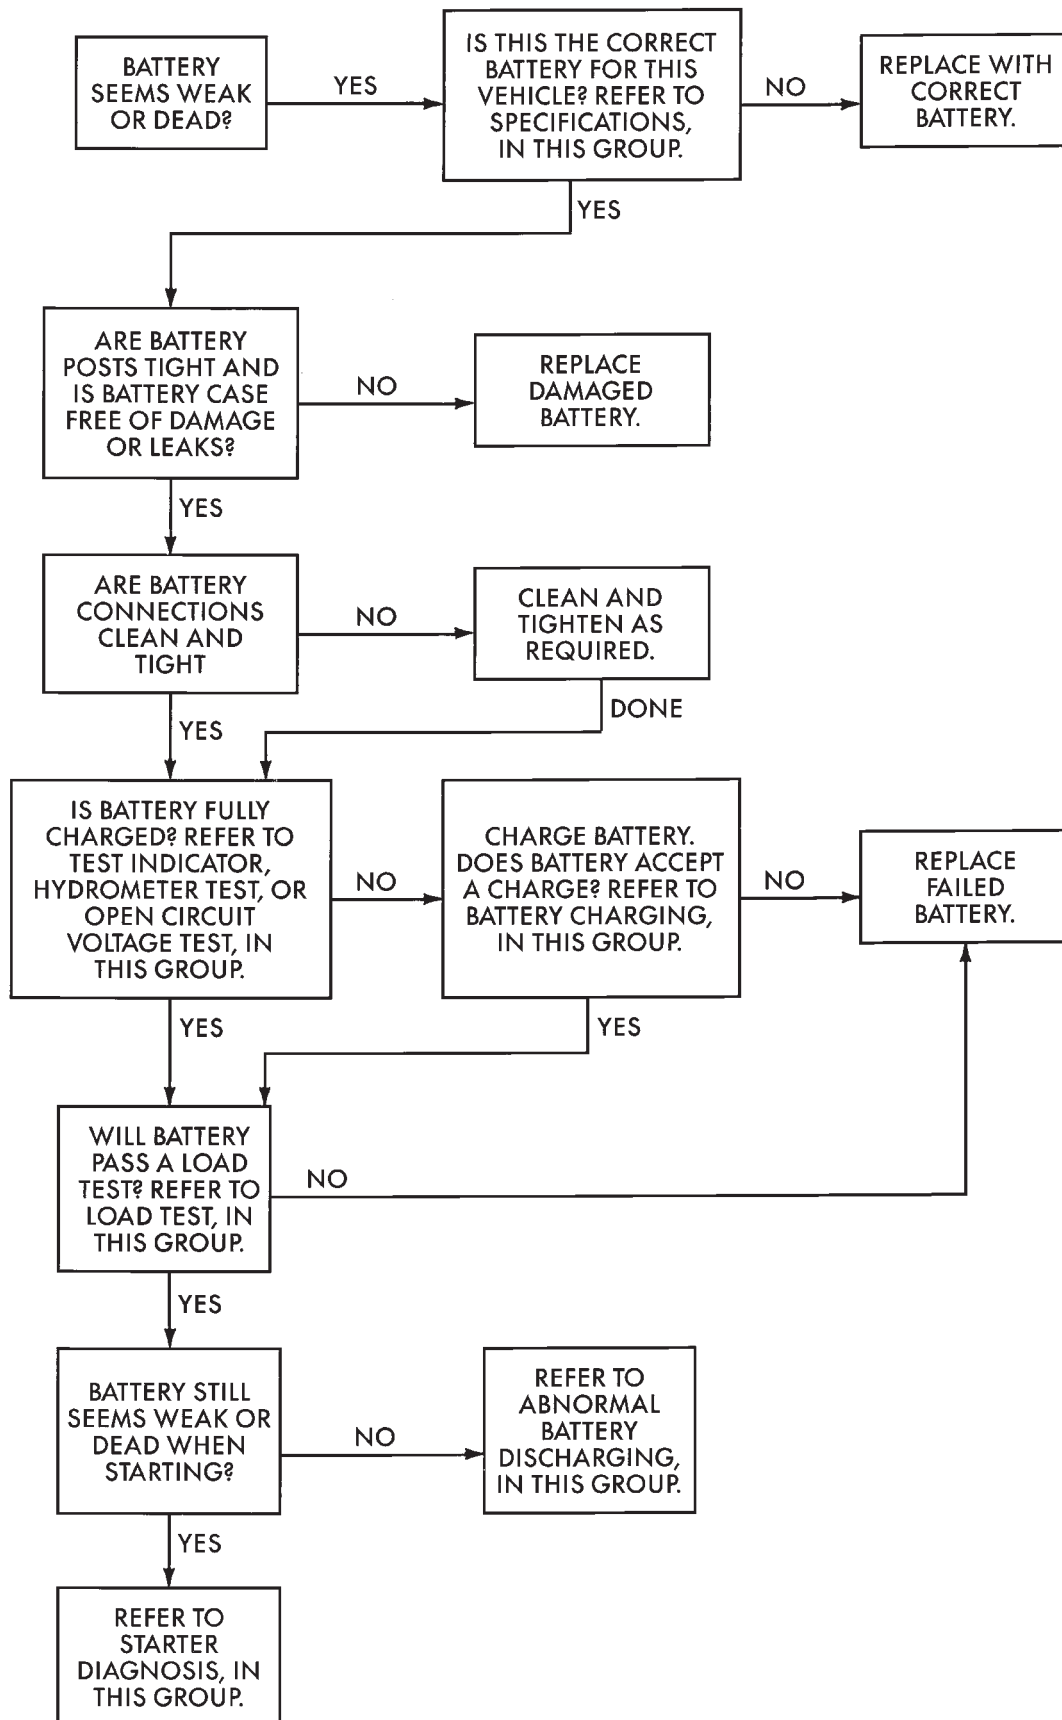 BATTERY
SEEMS WEAK
OR DEAD?
YES
IS THIS THE CORRECT
BATTERY FOR THIS
VEHICLE? REFER TO
SPECIFICATIONS,
IN THIS GROUP.
NO
REPLACE WITH
CORRECT
BATTERY.
YES
ARE BATTERY
POSTS TIGHT AND
IS BATTERY CASE
FREE OF DAMAGE
OR LEAKS?
NO
REPLACE
DAMAGED
BATTERY.
YES
ARE BATTERY
CONNECTIONS
CLEAN AND
TIGHT
NO
CLEAN AND
TIGHTEN AS
REQUIRED.
YES
DONE
IS BATTERY FULLY
CHARGED? REFER TO
TEST INDICATOR,
HYDROMETER TEST, OR
OPEN CIRCUIT
VOLTAGE TEST, IN
THIS GROUP.
NO
CHARGE BATTERY.
DOES BATTERY ACCEPT
A CHARGE? REFER TO
BATTERY CHARGING,
IN THIS GROUP.
NO
REPLACE
FAILED
BATTERY.
YES
YES
WILL BATTERY
PASS A LOAD
TEST? REFER TO
LOAD TEST, IN
THIS GROUP.
NO
YES
BATTERY STILL
SEEMS WEAK OR
DEAD WHEN
STARTING?
NO
REFER TO
ABNORMAL
BATTERY
DISCHARGING,
IN THIS GROUP.
YES
REFER TO
STARTER
DIAGNOSIS, IN
THIS GROUP.